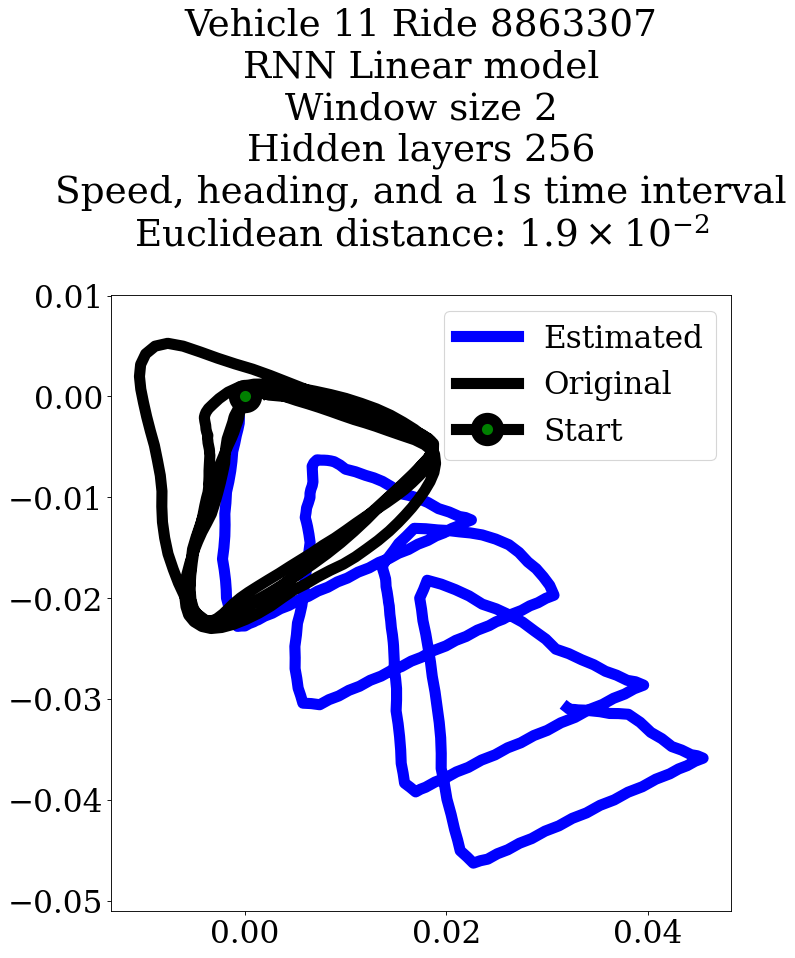 Vehicle 11 Ride 8863307
RNN Linear model
Window size 2
Hidden layers 256
Speed, heading, and a 1s time interval
Euclidean distance: 1.9 × 10⁻²
0.01
0.00
−0.01
−0.02
−0.03
−0.04
−0.05
Estimated
Original
Start
0.00 0.02 0.04